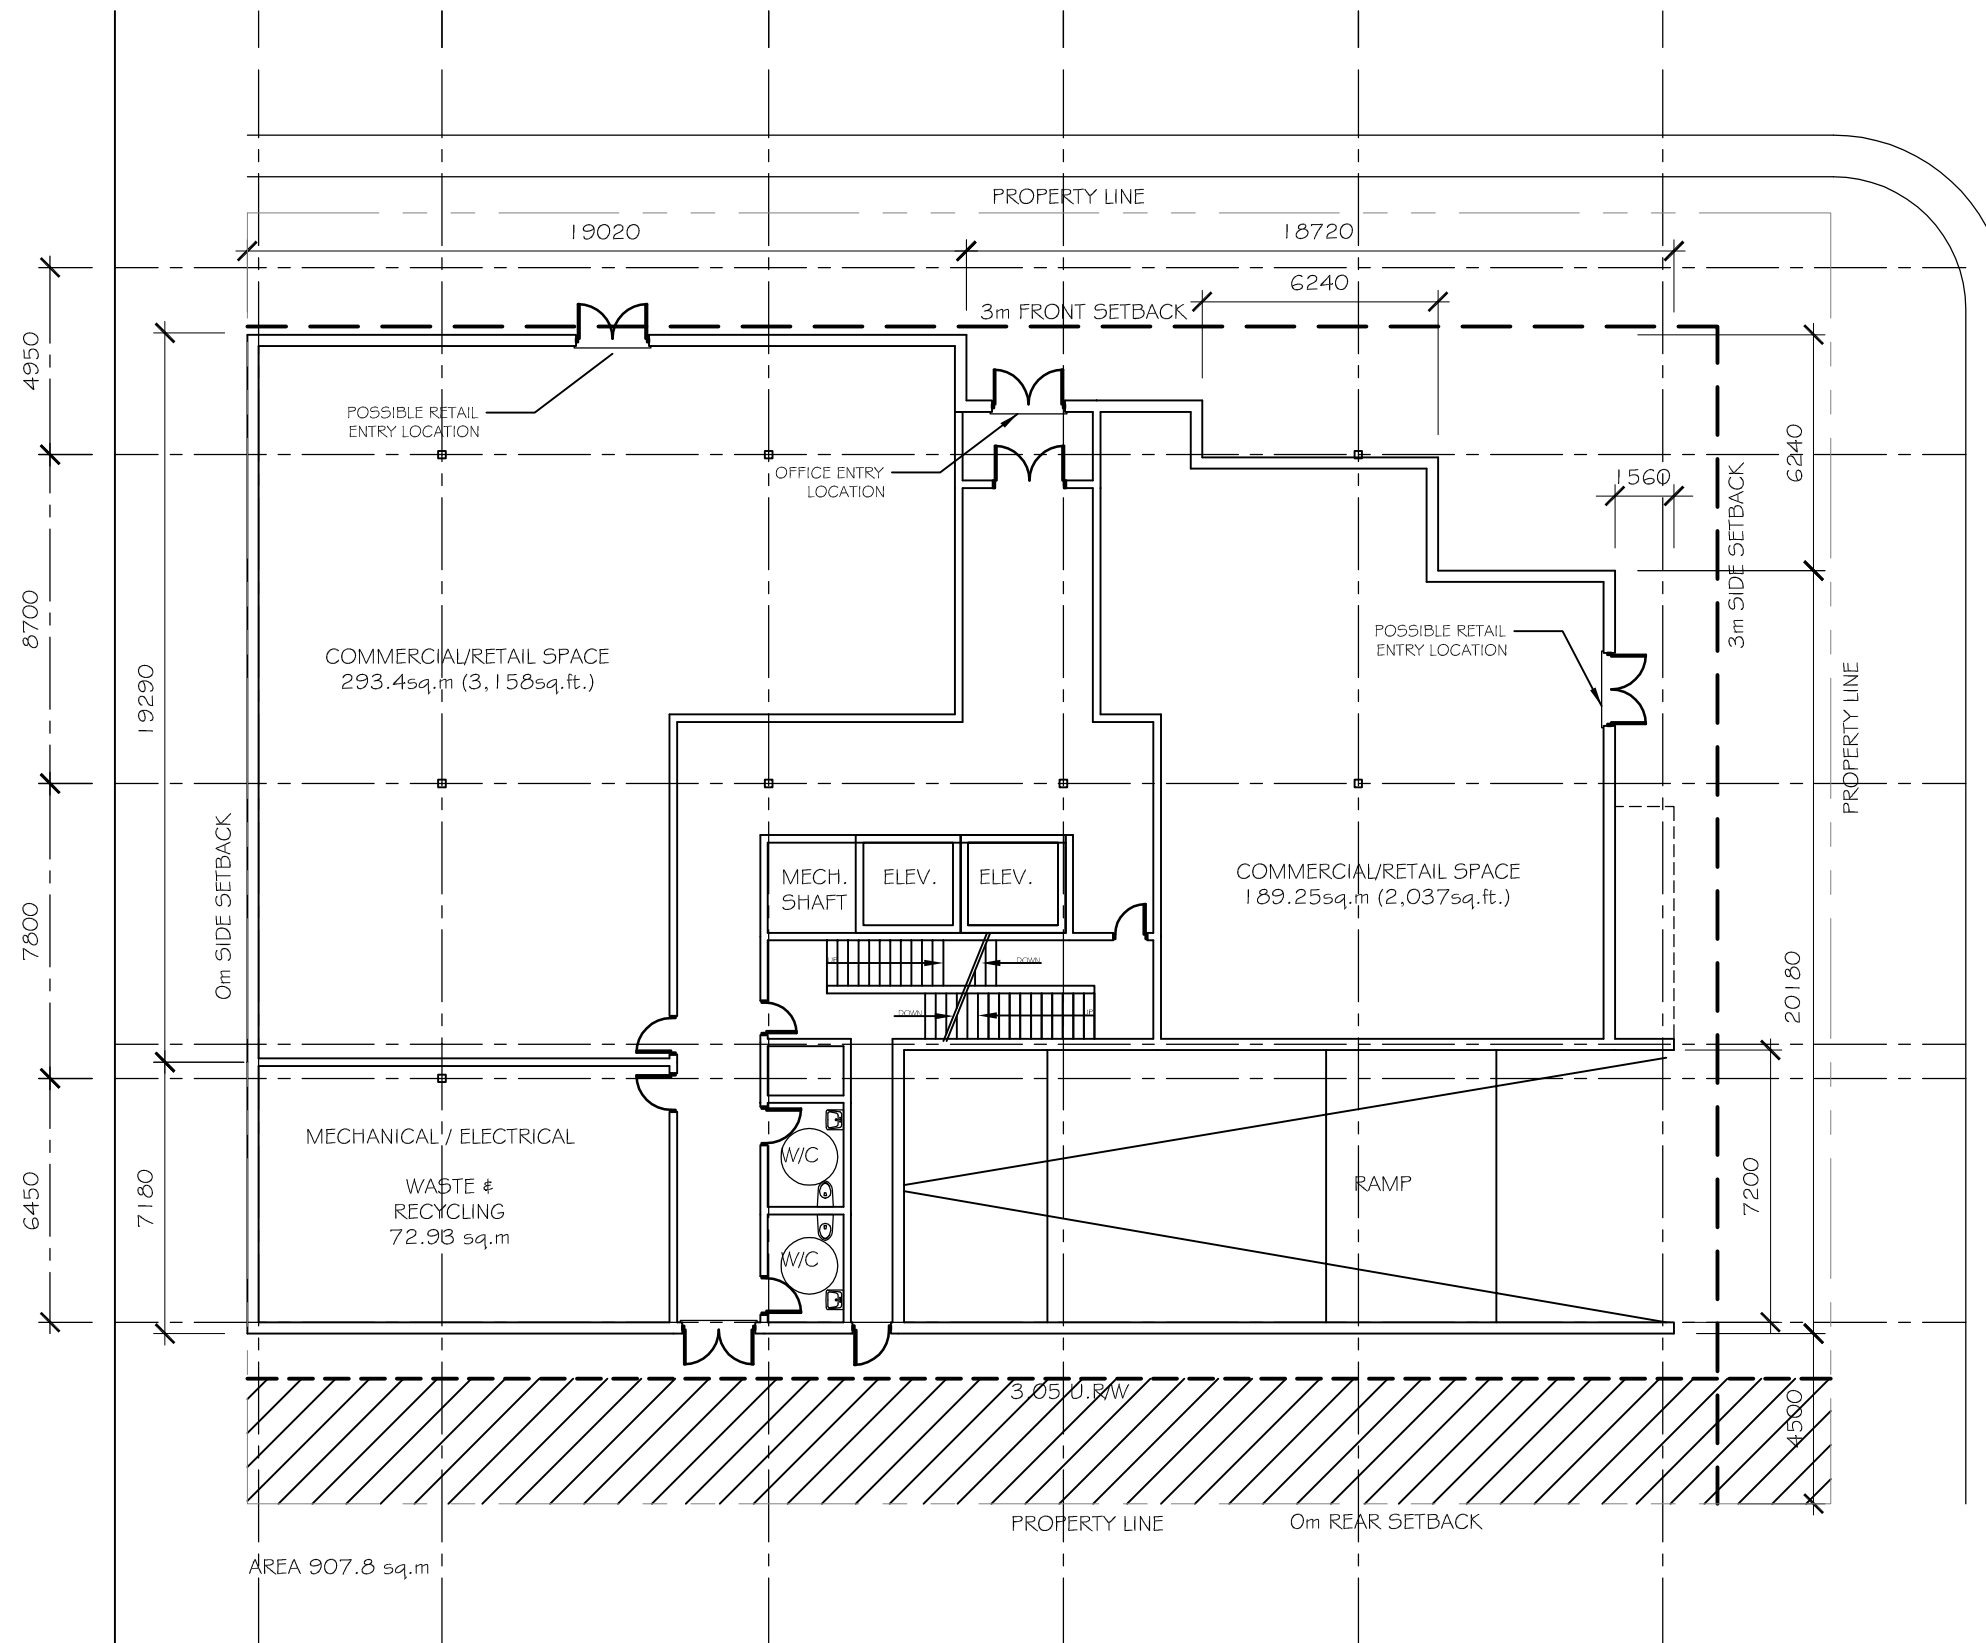 PROPERTY LINE
19020
18720
6240
3m FRONT SETBACK
4950
POSSIBLE RETAIL
ENTRY LOCATION
OFFICE ENTRY
LOCATION
6240
1560
3m SIDE SETBACK
8700
19290
COMMERCIAL/RETAIL SPACE
293.4sq.m (3,158sq.ft.)
POSSIBLE RETAIL
ENTRY LOCATION
PROPERTY LINE
0m SIDE SETBACK
7800
MECH.
SHAFT
ELEV.
ELEV.
COMMERCIAL/RETAIL SPACE
189.25sq.m (2,037sq.ft.)
UP
DOWN
DOWN
UP
20180
MECHANICAL / ELECTRICAL
WASTE &
RECYCLING
72.93 sq.m
6450
7180
W/C
W/C
RAMP
7200
3.05 U.R/W
4500
PROPERTY LINE
0m REAR SETBACK
AREA 907.8 sq.m